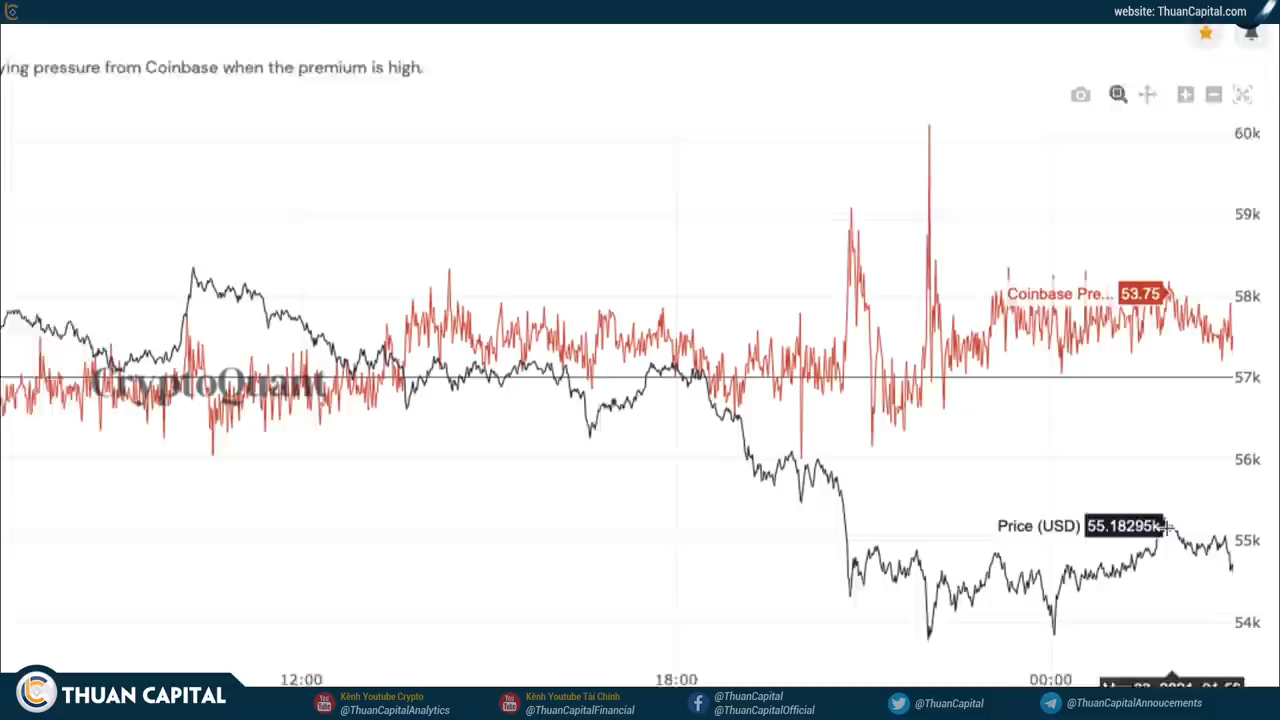 website: ThuanCapital.com
pressure from Coinbase when the premium is high.
60k
59k
58k
Coinbase Pre... 53.75
57k
CryptoQuant
56k
Price (USD) 55.18295k
55k
54k
12:00
18:00
00:00
THUAN CAPITAL
Kênh Youtube Crypto
@ThuanCapitalAnalytics
Kênh Youtube Tài Chính
@ThuanCapitalFinancial
@ThuanCapital
@ThuanCapitalOfficial
@ThuanCapital
@ThuanCapitalAnnoucements